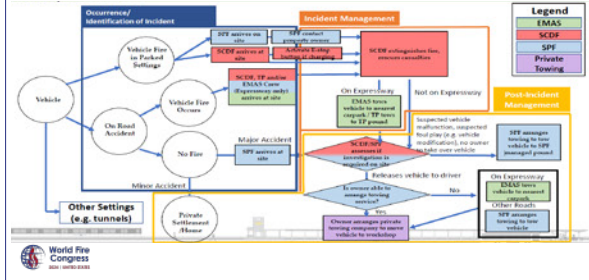 Occurrence/
Identification of Incident
Incident Management
Legend
EMAS
SCDF
SPF
Private
Towing
Vehicle Fire
in Parked
Settings
SPF arrives on
site
SPF contact
property owner
SCDF arrives at
site
SCDF extinguishes fire,
rescues casualties
Vehicle
SCDF, TP and/or
EMAS Crew
(Expressway only)
arrives at site
Vehicle Fire
Occurs
On Road
Accident
On Expressway
Not on Expressway
EMAS tows
vehicle to nearest
carpark / TP tows
to TP pound
Post-Incident
Management
No Fire
Major Accident
SPF arrives at
site
Minor Accident
SCDF/SPF
assesses if
investigation is
required on site
Suspected vehicle
malfunction, suspected
foul play (e.g. vehicle
modification), no owner
to take over vehicle
SPF arranges
towing to tow vehicle
to SPF
managed pound
Releases vehicle to driver
Is owner able to
arrange towing
service?
No
Yes
On Expressway
EMAS tows
vehicle to nearest
carpark
Other Roads
SPF arranges
towing to tow
vehicle
Other Settings
(e.g. tunnels)
Private
Settlement
/Home
Owner arranges private
towing company to move
vehicle to workshop
World Fire
Congress